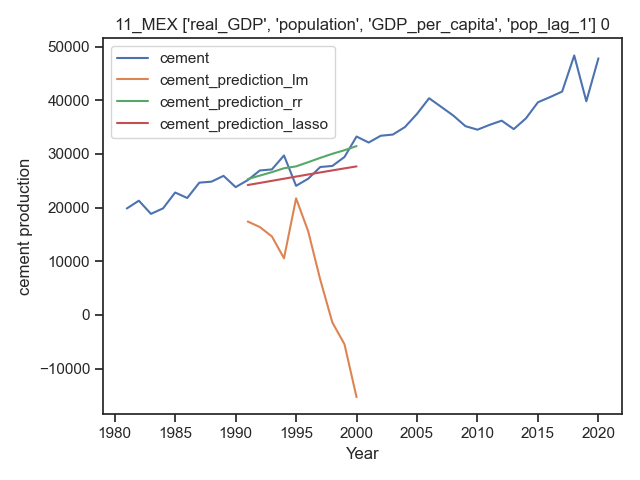 11_MEX ['real_GDP', 'population', 'GDP_per_capita', 'pop_lag_1'] 0
cement
cement_prediction_lm
cement_prediction_rr
cement_prediction_lasso
cement production
50000
40000
30000
20000
10000
0
−10000
1980 1985 1990 1995 2000 2005 2010 2015 2020
Year